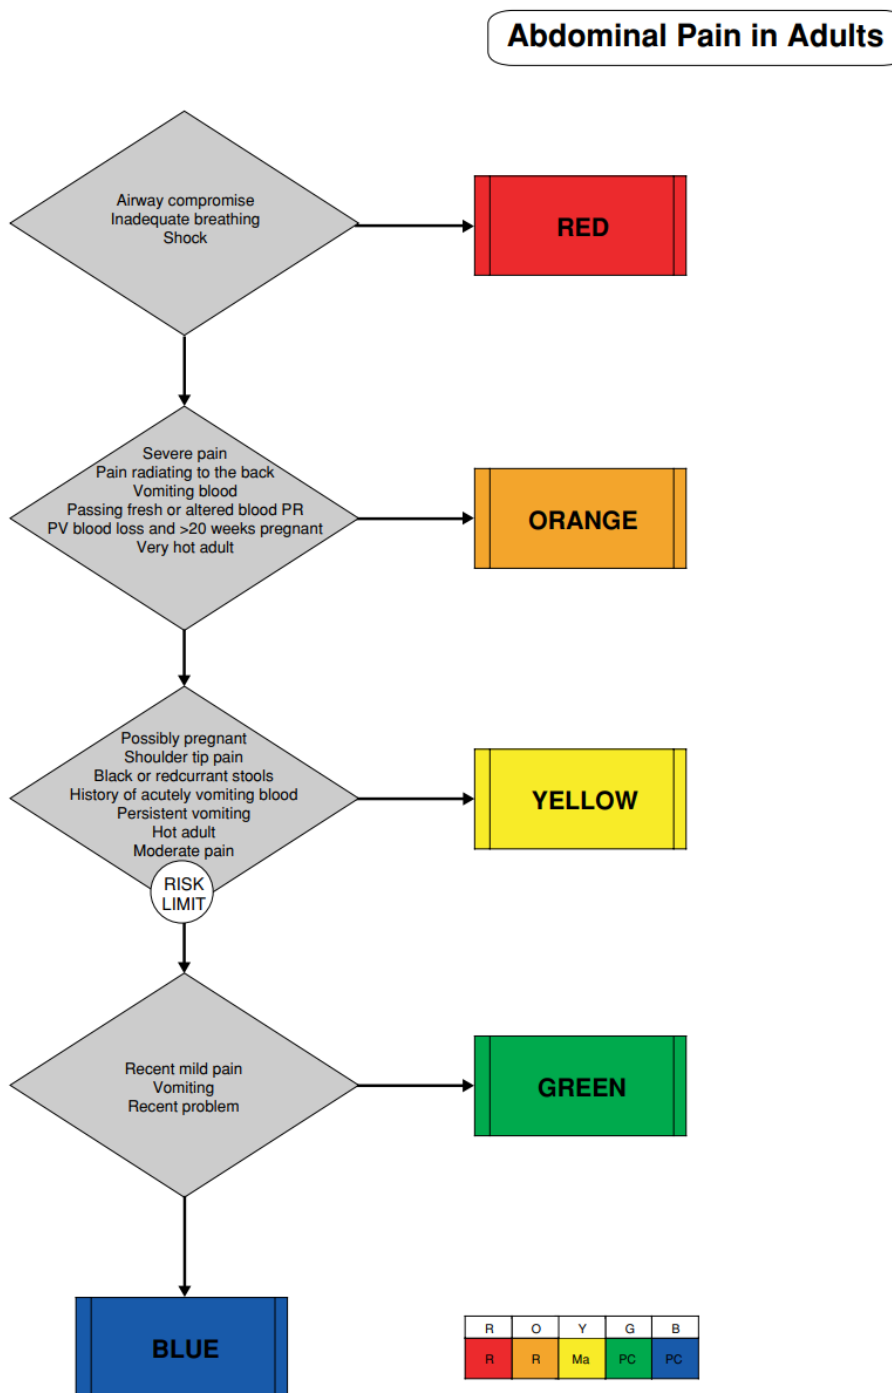 Abdominal Pain in Adults
Airway compromise
Inadequate breathing
Shock
RED
Severe pain
Pain radiating to the back
Vomiting blood
Passing fresh or altered blood PR
PV blood loss and >20 weeks pregnant
Very hot adult
ORANGE
Possibly pregnant
Shoulder tip pain
Black or redcurrant stools
History of acutely vomiting blood
Persistent vomiting
Hot adult
Moderate pain
YELLOW
RISK
LIMIT
Recent mild pain
Vomiting
Recent problem
GREEN
BLUE
R O Y G B
R R Ma PC PC